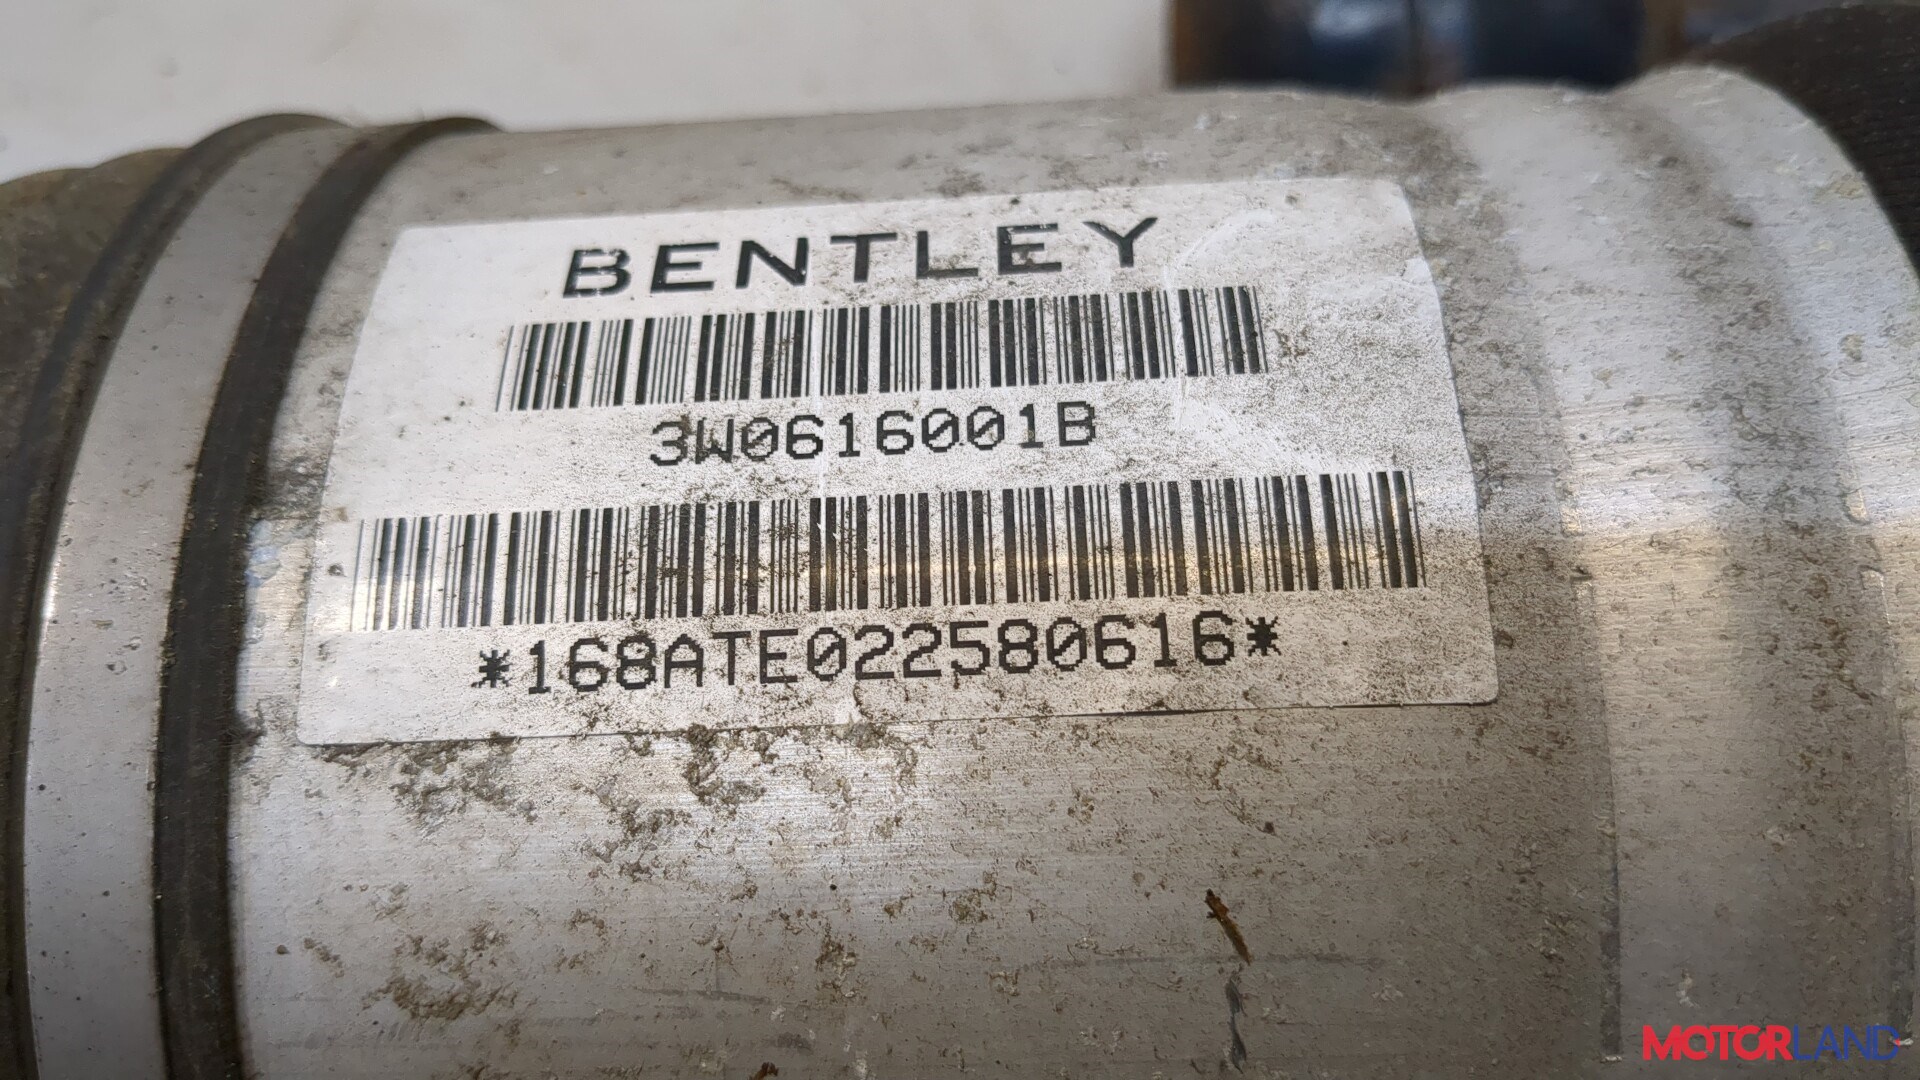 BENTLEY
3W0616001B
*168ATE022580616*
MOTORLAND